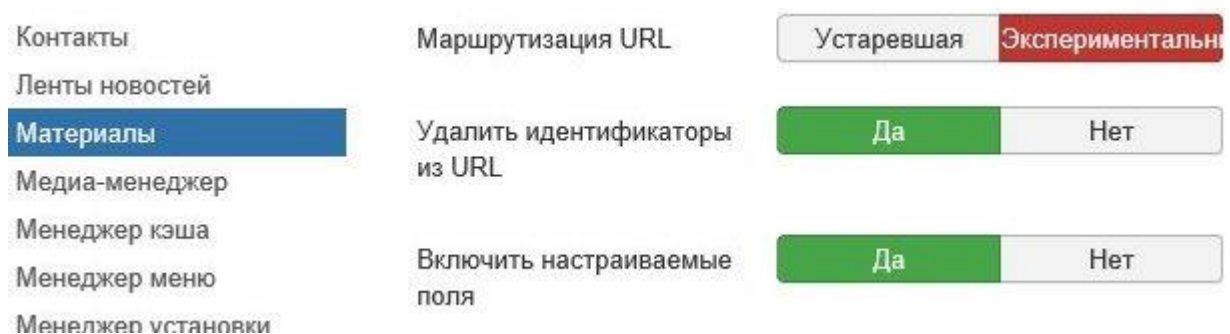 Контакты
Ленты новостей
Материалы
Медиа-менеджер
Менеджер кэша
Менеджер меню
Менеджер установки
Маршрутизация URL
Устаревшая
Экспериментальн
Удалить идентификаторы
из URL
Да
Нет
Включить настраиваемые
поля
Да
Нет